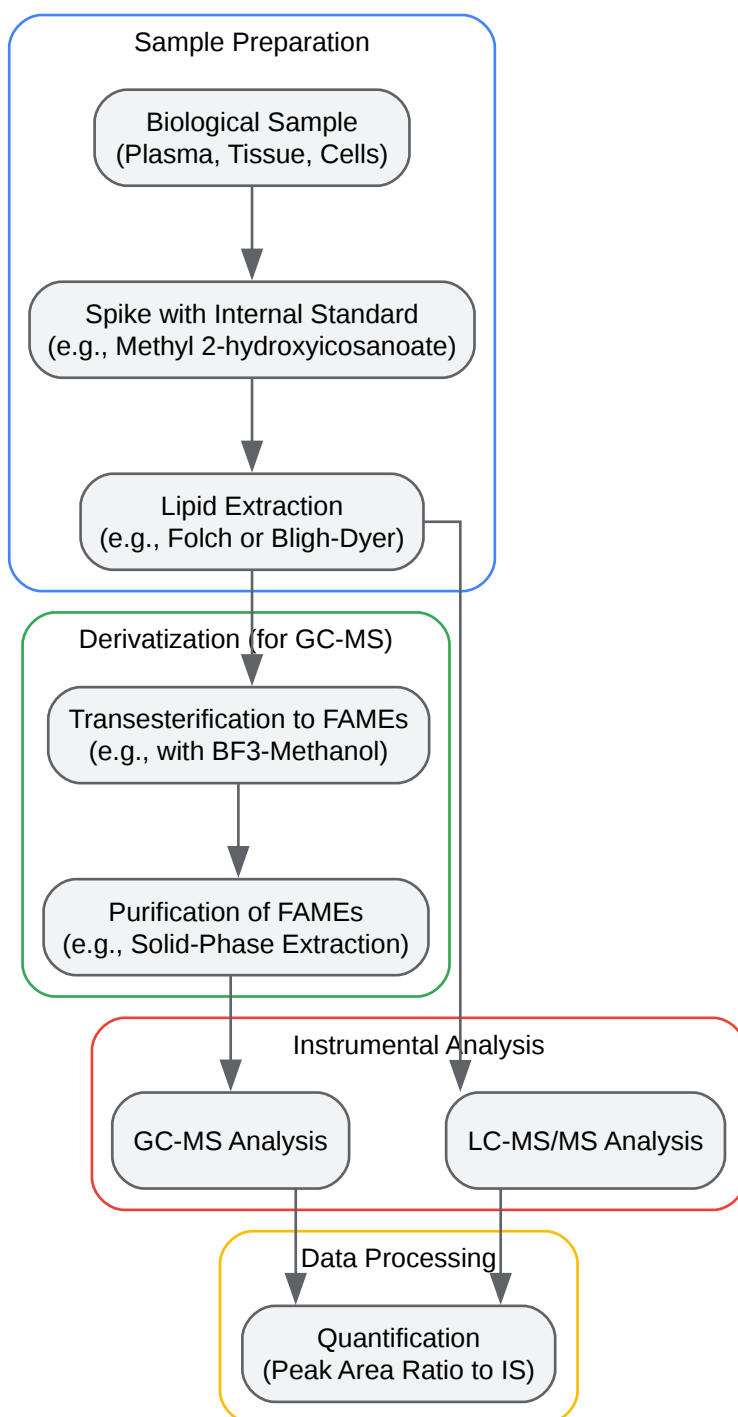 Sample Preparation
Biological Sample
(Plasma, Tissue, Cells)
Spike with Internal Standard
(e.g., Methyl 2-hydroxyicosanoate)
Lipid Extraction
(e.g., Folch or Bligh-Dyer)
Derivatization (for GC-MS)
Transesterification to FAMEs
(e.g., with BF3-Methanol)
Purification of FAMEs
(e.g., Solid-Phase Extraction)
Instrumental Analysis
GC-MS Analysis
LC-MS/MS Analysis
Data Processing
Quantification
(Peak Area Ratio to IS)